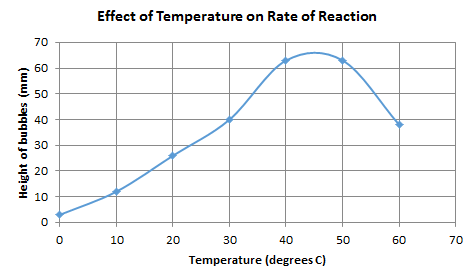 Effect of Temperature on Rate of Reaction
Height of bubbles (mm)
70
60
50
40
30
20
10
0
0 10 20 30 40 50 60 70
Temperature (degrees C)